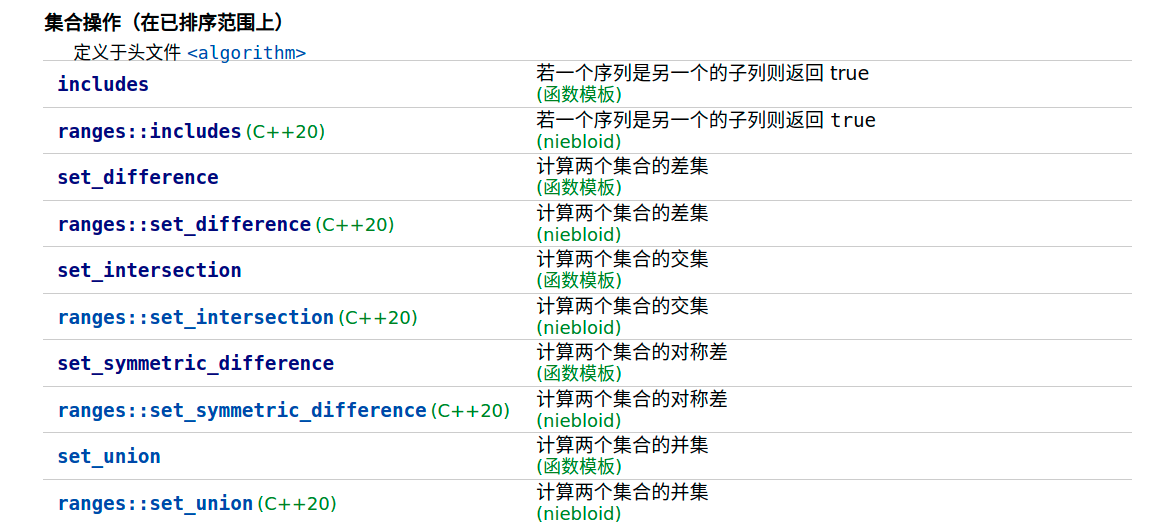 集合操作（在已排序范围上）
定义于头文件 <algorithm>
includes
若一个序列是另一个的子列则返回 true
(函数模板)
ranges::includes (C++20)
若一个序列是另一个的子列则返回 true
(niebloid)
set_difference
计算两个集合的差集
(函数模板)
ranges::set_difference (C++20)
计算两个集合的差集
(niebloid)
set_intersection
计算两个集合的交集
(函数模板)
ranges::set_intersection (C++20)
计算两个集合的交集
(niebloid)
set_symmetric_difference
计算两个集合的对称差
(函数模板)
ranges::set_symmetric_difference (C++20)
计算两个集合的对称差
(niebloid)
set_union
计算两个集合的并集
(函数模板)
ranges::set_union (C++20)
计算两个集合的并集
(niebloid)